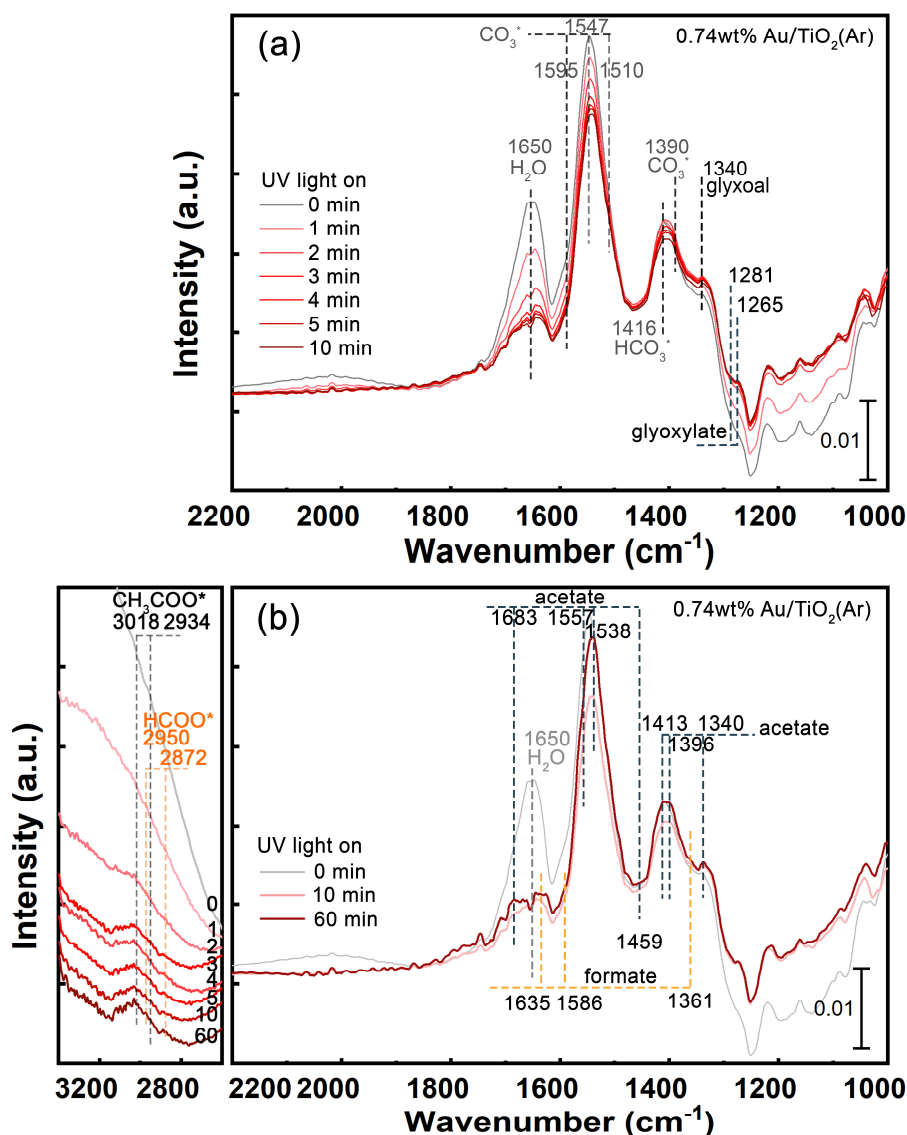 (a)
0.74wt% Au/TiO2(Ar)
CO3*
1547
1595
1510
1650
H2O
1390
CO3*
1340
glyxoal
UV light on
0 min
1 min
2 min
3 min
4 min
5 min
10 min
1281
1265
1416
HCO3*
glyoxylate
0.01
Intensity (a.u.)
2200 2000 1800 1600 1400 1200 1000
Wavenumber (cm-1)
CH3COO*
3018 2934
HCOO*
2950
2872
0
1
2
3
4
5
10
60
Intensity (a.u.)
3200 2800
(b)
0.74wt% Au/TiO2(Ar)
acetate
1683 1557
1538
1650
H2O
1413 1340
1396
acetate
UV light on
0 min
10 min
60 min
1459
formate
1635 1586 1361
0.01
2200 2000 1800 1600 1400 1200 1000
Wavenumber (cm-1)